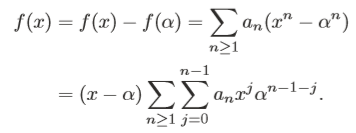 f(x) = f(x) − f(α) = ∑_{n≥1} a_n(x^n − α^n)
= (x − α) ∑_{n≥1} ∑_{j=0}^{n−1} a_n x^j α^{n−1−j}.